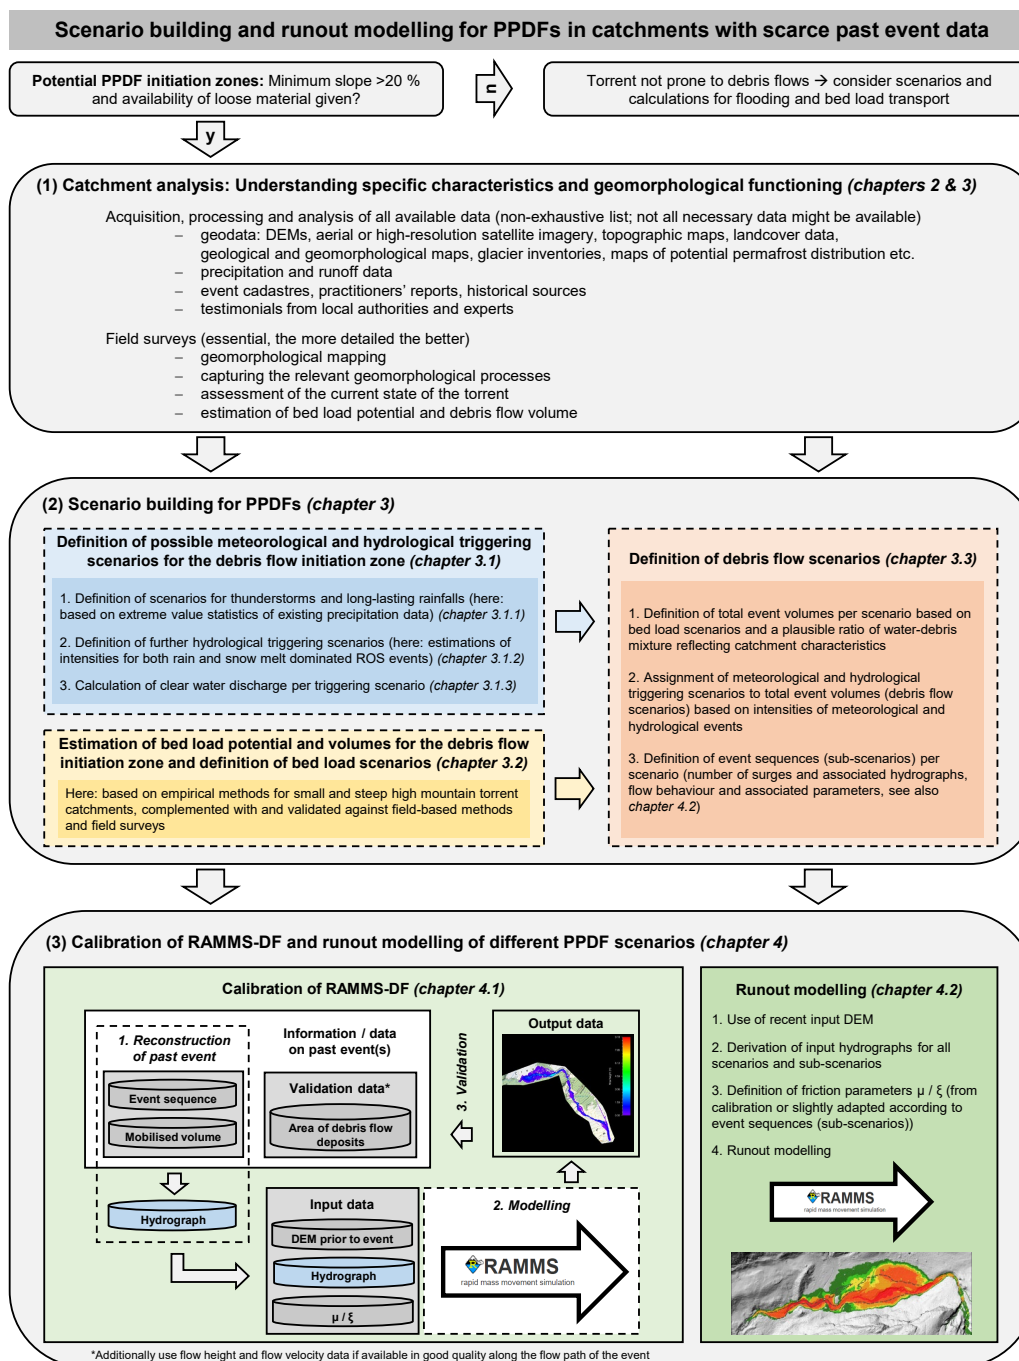 Scenario building and runout modelling for PPDFs in catchments with scarce past event data
Potential PPDF initiation zones: Minimum slope >20 %
and availability of loose material given?
n
Torrent not prone to debris flows → consider scenarios and
calculations for flooding and bed load transport
y
(1) Catchment analysis: Understanding specific characteristics and geomorphological functioning (chapters 2 & 3)
Acquisition, processing and analysis of all available data (non-exhaustive list; not all necessary data might be available)
– geodata: DEMs, aerial or high-resolution satellite imagery, topographic maps, landcover data,
geological and geomorphological maps, glacier inventories, maps of potential permafrost distribution etc.
– precipitation and runoff data
– event cadastres, practitioners' reports, historical sources
– testimonials from local authorities and experts
Field surveys (essential, the more detailed the better)
– geomorphological mapping
– capturing the relevant geomorphological processes
– assessment of the current state of the torrent
– estimation of bed load potential and debris flow volume
(2) Scenario building for PPDFs (chapter 3)
Definition of possible meteorological and hydrological triggering
scenarios for the debris flow initiation zone (chapter 3.1)
1. Definition of scenarios for thunderstorms and long-lasting rainfalls (here:
based on extreme value statistics of existing precipitation data) (chapter 3.1.1)
2. Definition of further hydrological triggering scenarios (here: estimations of
intensities for both rain and snow melt dominated ROS events) (chapter 3.1.2)
3. Calculation of clear water discharge per triggering scenario (chapter 3.1.3)
Estimation of bed load potential and volumes for the debris flow
initiation zone and definition of bed load scenarios (chapter 3.2)
Here: based on empirical methods for small and steep high mountain torrent
catchments, complemented with and validated against field-based methods
and field surveys
Definition of debris flow scenarios (chapter 3.3)
1. Definition of total event volumes per scenario based on
bed load scenarios and a plausible ratio of water-debris
mixture reflecting catchment characteristics
2. Assignment of meteorological and hydrological
triggering scenarios to total event volumes (debris flow
scenarios) based on intensities of meteorological and
hydrological events
3. Definition of event sequences (sub-scenarios) per
scenario (number of surges and associated hydrographs,
flow behaviour and associated parameters, see also
chapter 4.2)
(3) Calibration of RAMMS-DF and runout modelling of different PPDF scenarios (chapter 4)
Calibration of RAMMS-DF (chapter 4.1)
1. Reconstruction
of past event
Event sequence
Mobilised volume
Hydrograph
Information / data
on past event(s)
Validation data*
Area of debris flow
deposits
3. Validation
Output data
Input data
DEM prior to event
Hydrograph
μ / ξ
2. Modelling
RAMMS
rapid mass movement simulation
Runout modelling (chapter 4.2)
1. Use of recent input DEM
2. Derivation of input hydrographs for all
scenarios and sub-scenarios
3. Definition of friction parameters μ / ξ (from
calibration or slightly adapted according to
event sequences (sub-scenarios))
4. Runout modelling
RAMMS
rapid mass movement simulation
*Additionally use flow height and flow velocity data if available in good quality along the flow path of the event